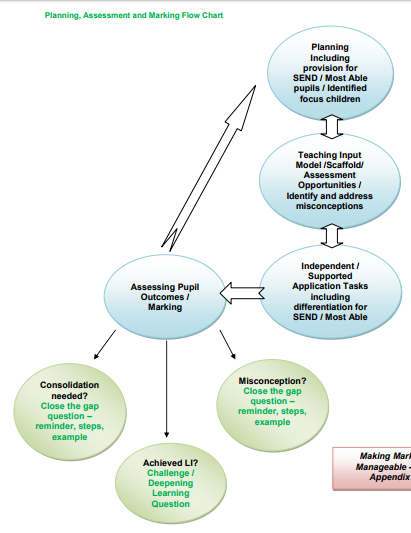 Planning, Assessment and Marking Flow Chart
Planning
Including
provision for
SEND / Most Able
pupils / Identified
focus children
Teaching Input
Model /Scaffold/
Assessment
Opportunities /
Identify and address
misconceptions
Independent /
Supported
Application Tasks
including
differentiation for
SEND / Most Able
Assessing Pupil
Outcomes /
Marking
Consolidation
needed?
Close the gap
question –
reminder, steps,
example
Achieved LI?
Challenge /
Deepening
Learning
Question
Misconception?
Close the gap
question –
reminder, steps,
example
Making
Manageable -
Appendix